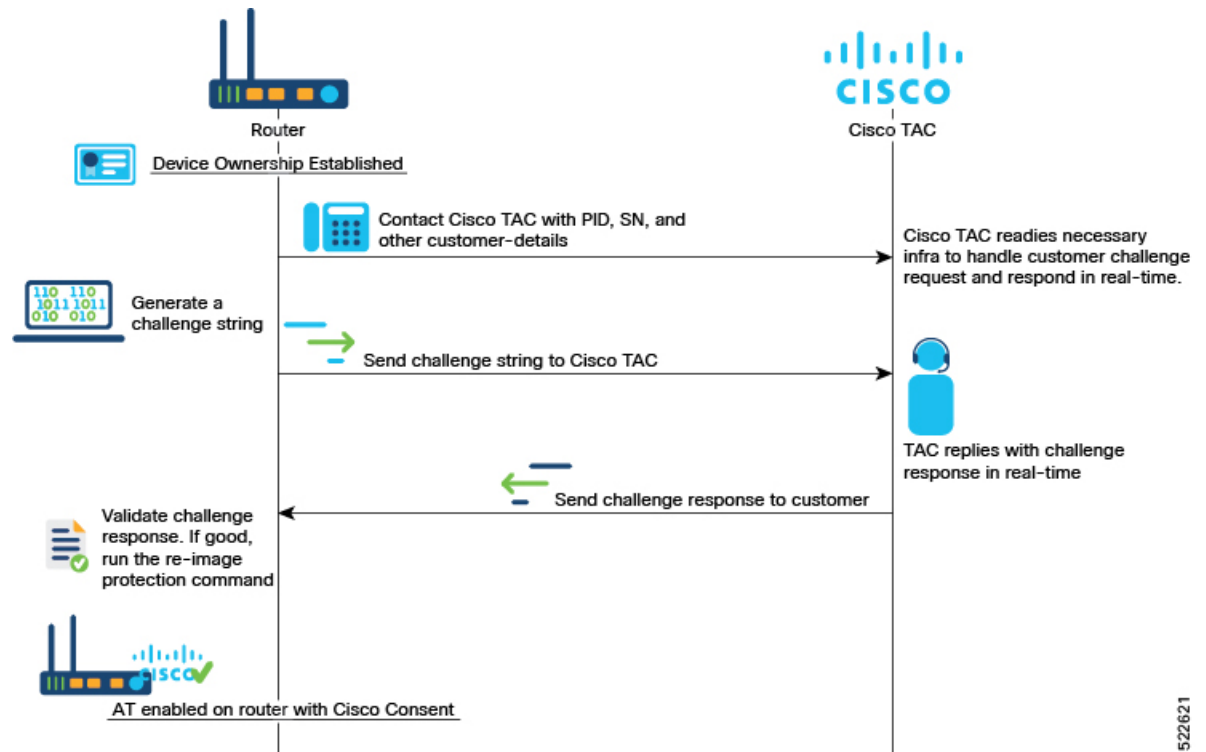 CISCO
Router
Cisco TAC
Device Ownership Established
Contact Cisco TAC with PID, SN, and
other customer-details
Cisco TAC readies necessary
infra to handle customer challenge
request and respond in real-time.
110 110
1011 1011
010 010
Generate a
challenge string
Send challenge string to Cisco TAC
TAC replies with challenge
response in real-time
Send challenge response to customer
Validate challenge
response. If good,
run the re-image
protection command
CISCO
AT enabled on router with Cisco Consent
522621